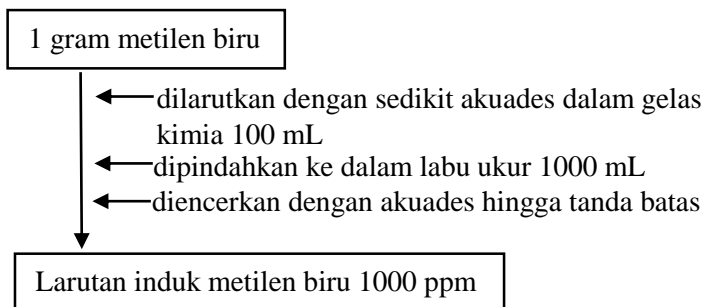 1 gram metilen biru
dilarutkan dengan sedikit akuades dalam gelas
kimia 100 mL
dipindahkan ke dalam labu ukur 1000 mL
diencerkan dengan akuades hingga tanda batas
Larutan induk metilen biru 1000 ppm